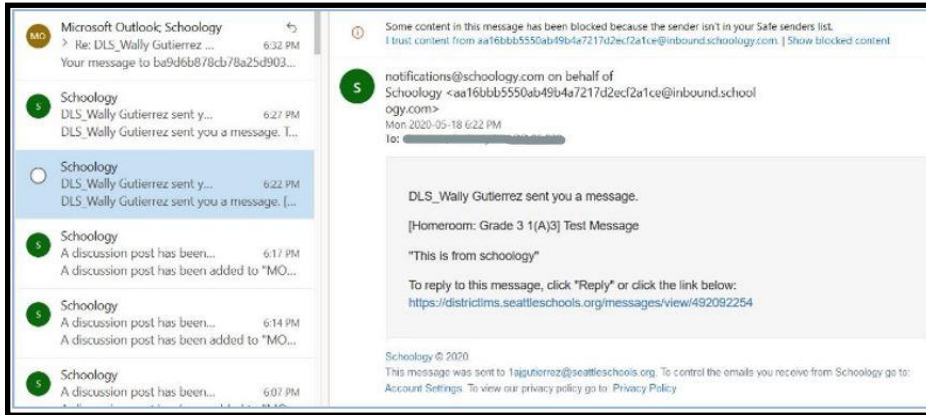 MO
Microsoft Outlook; Schoology
> Re: DLS_Wally Gutierrez ... 6:32 PM
Your message to ba9d6b878cb78a25d903...
S
Schoology
DLS_Wally Gutierrez sent y... 6:27 PM
DLS_Wally Gutierrez sent you a message. T...
Schoology
DLS_Wally Gutierrez sent y... 6:22 PM
DLS_Wally Gutierrez sent you a message. [...
S
Schoology
A discussion post has been... 6:17 PM
A discussion post has been added to "MO...
S
Schoology
A discussion post has been... 6:14 PM
A discussion post has been added to "MO...
S
Schoology
A discussion post has been... 6:07 PM
Some content in this message has been blocked because the sender isn't in your Safe senders list.
I trust content from aa16bbb5550ab49b4a7217d2ecf2a1ce@inbound.schoology.com. | Show blocked content
S
notifications@schoology.com on behalf of
Schoology <aa16bbb5550ab49b4a7217d2ecf2a1ce@inbound.school
ogy.com>
Mon 2020-05-18 6:22 PM
To:
DLS_Wally Gutierrez sent you a message.
[Homeroom: Grade 3 1(A)3] Test Message
"This is from schoology"
To reply to this message, click "Reply" or click the link below:
https://districtlms.seattleschools.org/messages/view/492092254
Schoology © 2020
This message was sent to 1ajgutierrez@seattleschools.org. To control the emails you receive from Schoology go to:
Account Settings. To view our privacy policy go to: Privacy Policy